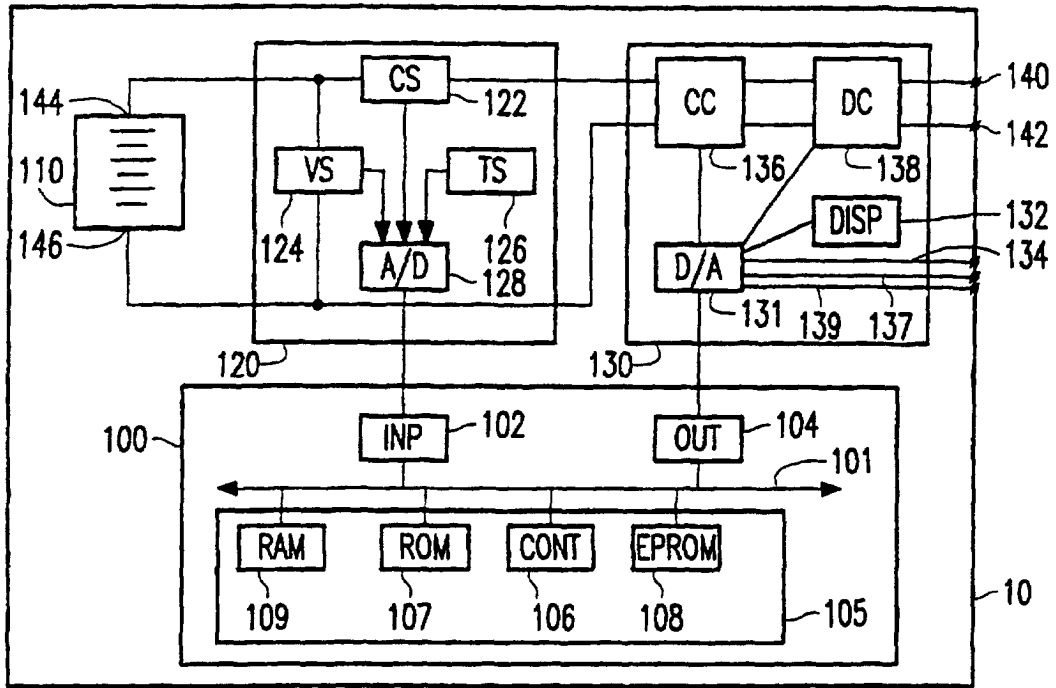 CS
122
CC
136
DC
138
140
142
144
110
146
VS
124
TS
126
A/D
128
DISP
132
134
D/A
131
139
137
120
130
100
INP
102
OUT
104
101
RAM
109
ROM
107
CONT
106
EPROM
108
105
10